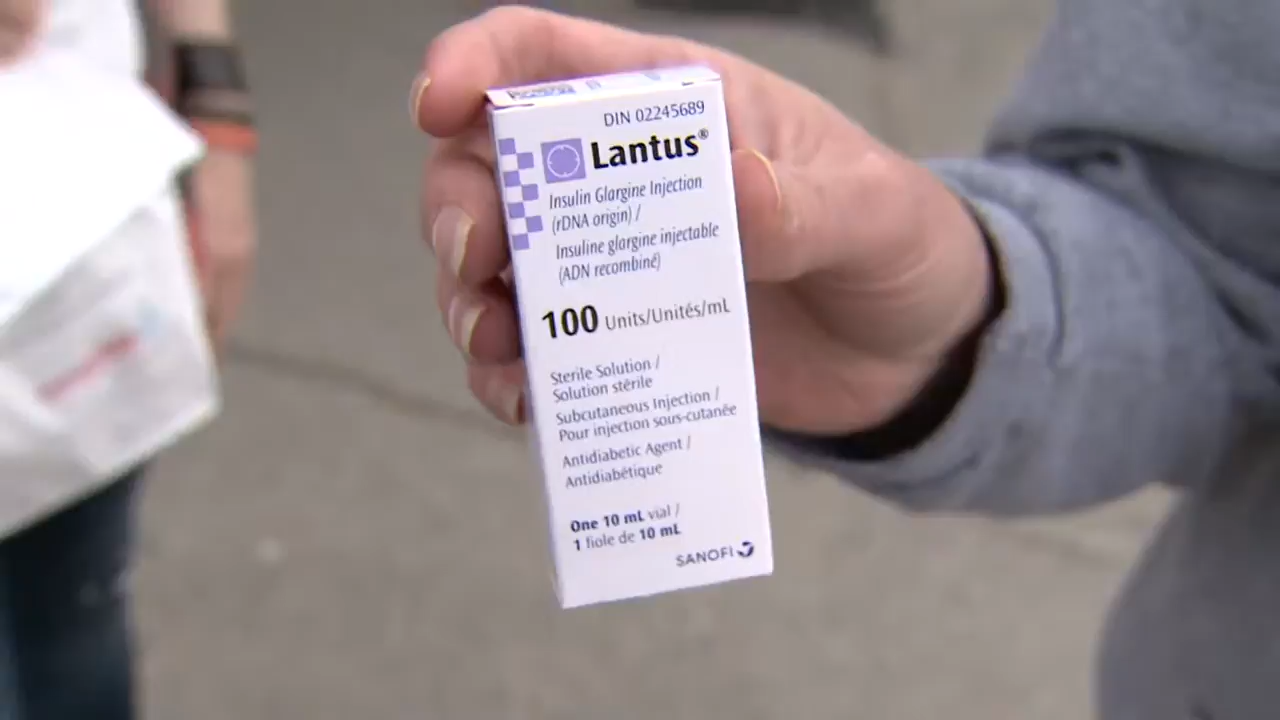 DIN 02245689
Lantus®
Insulin Glargine Injection
(rDNA origin) /
Insuline glargine injectable
(ADN recombiné)
100 Units/Unités/mL
Sterile Solution /
Solution stérile
Subcutaneous Injection /
Pour injection sous-cutanée
Antidiabetic Agent /
Antidiabétique
One 10 mL vial /
1 fiole de 10 mL
SANOFI